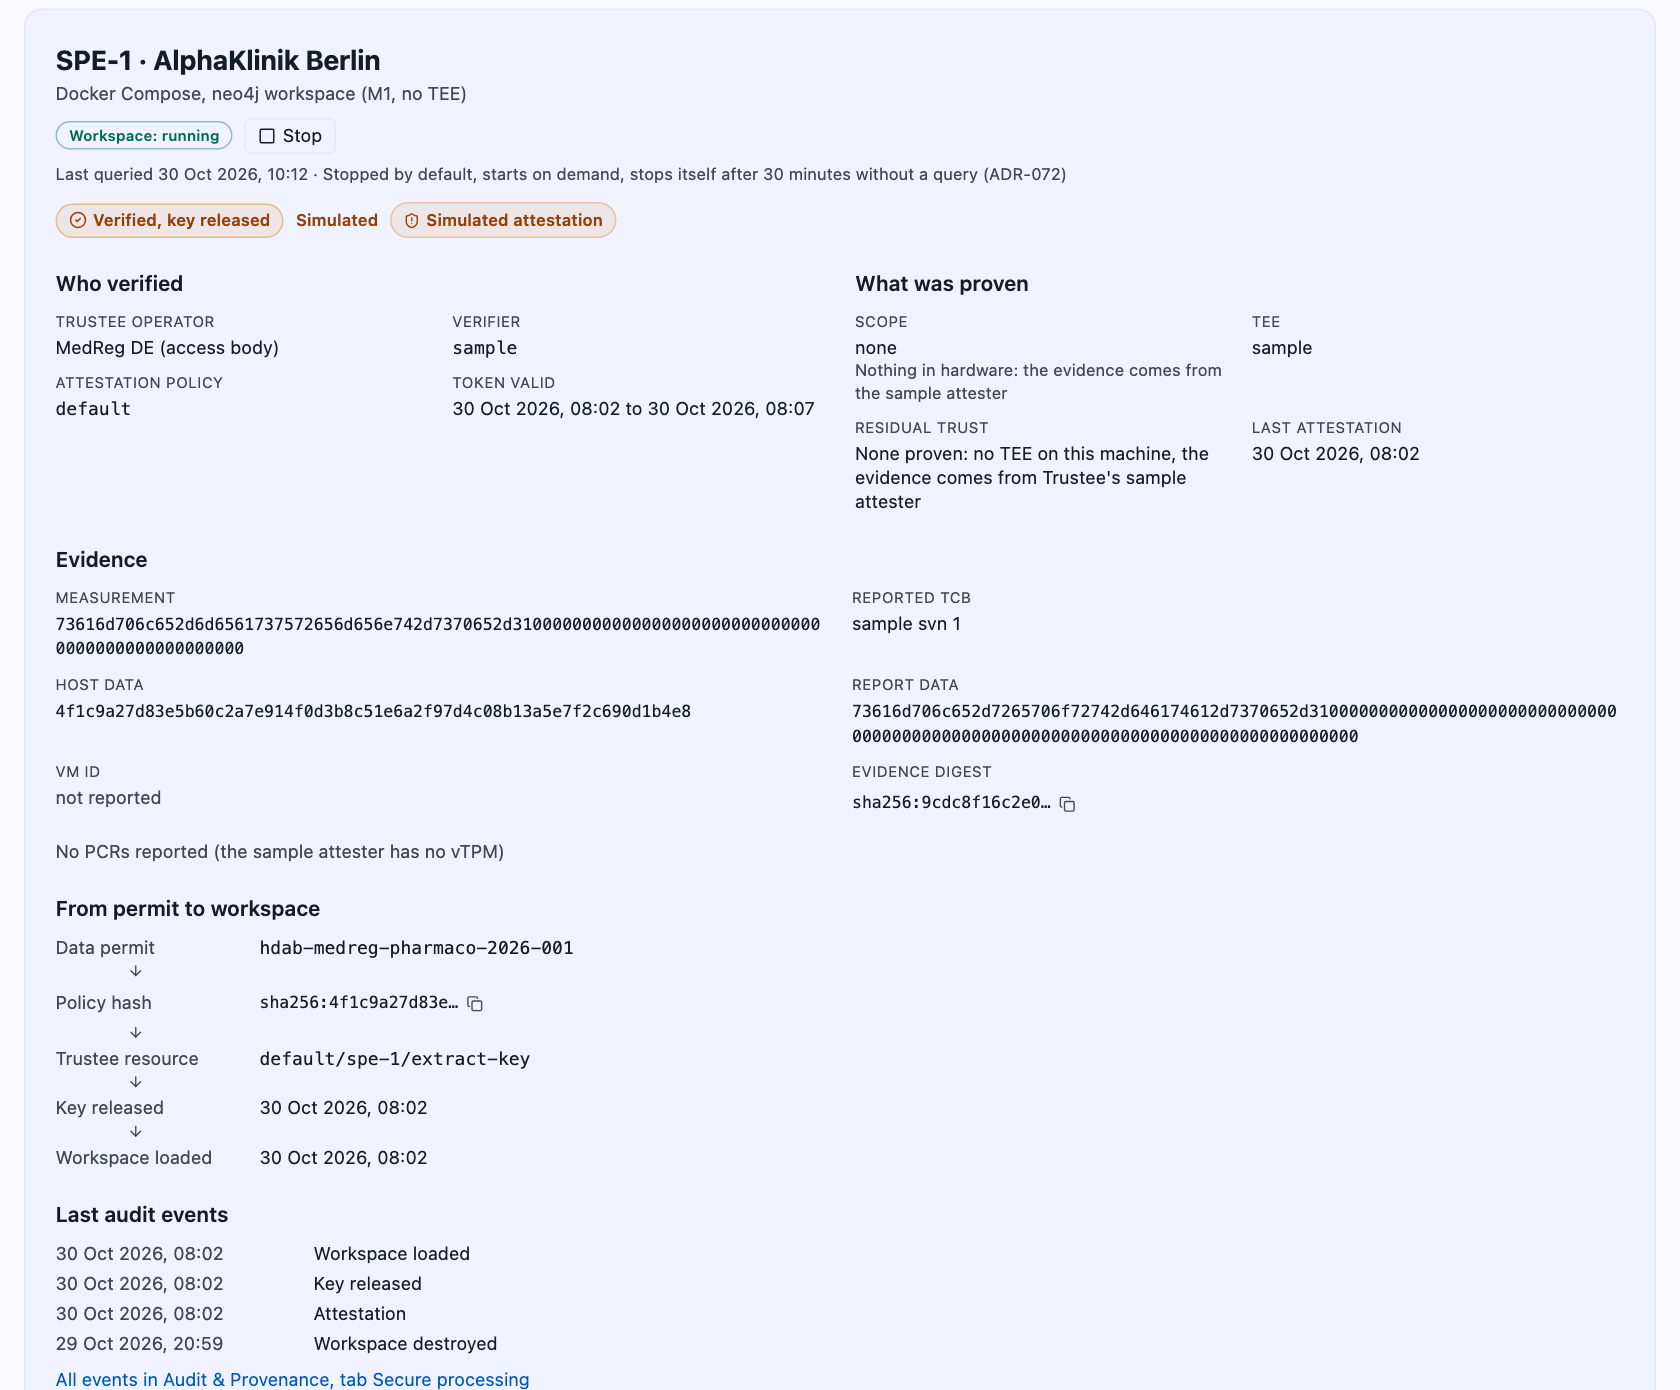 SPE-1 · AlphaKlinik Berlin
Docker Compose, neo4j workspace (M1, no TEE)
Workspace: running
Stop
Last queried 30 Oct 2026, 10:12 · Stopped by default, starts on demand, stops itself after 30 minutes without a query (ADR-072)
Verified, key released
Simulated
Simulated attestation
Who verified
TRUSTEE OPERATOR
MedReg DE (access body)
VERIFIER
sample
ATTESTATION POLICY
default
TOKEN VALID
30 Oct 2026, 08:02 to 30 Oct 2026, 08:07
What was proven
SCOPE
none
Nothing in hardware: the evidence comes from
the sample attester
TEE
sample
RESIDUAL TRUST
None proven: no TEE on this machine, the
evidence comes from Trustee's sample
attester
LAST ATTESTATION
30 Oct 2026, 08:02
Evidence
MEASUREMENT
73616d706c652d6d6561737572656d656e742d7370652d3100000000000000000000000000000
0000000000000000000
REPORTED TCB
sample svn 1
HOST DATA
4f1c9a27d83e5b60c2a7e914f0d3b8c51e6a2f97d4c08b13a5e7f2c690d1b4e8
REPORT DATA
73616d706c652d7265706f72742d646174612d7370652d3100000000000000000000000000000
000000000000000000000000000000000000000000000000000
VM ID
not reported
EVIDENCE DIGEST
sha256:9cdc8f16c2e0…
No PCRs reported (the sample attester has no vTPM)
From permit to workspace
Data permit
hdab-medreg-pharmaco-2026-001
↓
Policy hash
sha256:4f1c9a27d83e…
↓
Trustee resource
default/spe-1/extract-key
↓
Key released
30 Oct 2026, 08:02
↓
Workspace loaded
30 Oct 2026, 08:02
Last audit events
30 Oct 2026, 08:02 Workspace loaded
30 Oct 2026, 08:02 Key released
30 Oct 2026, 08:02 Attestation
29 Oct 2026, 20:59 Workspace destroyed
All events in Audit & Provenance, tab Secure processing